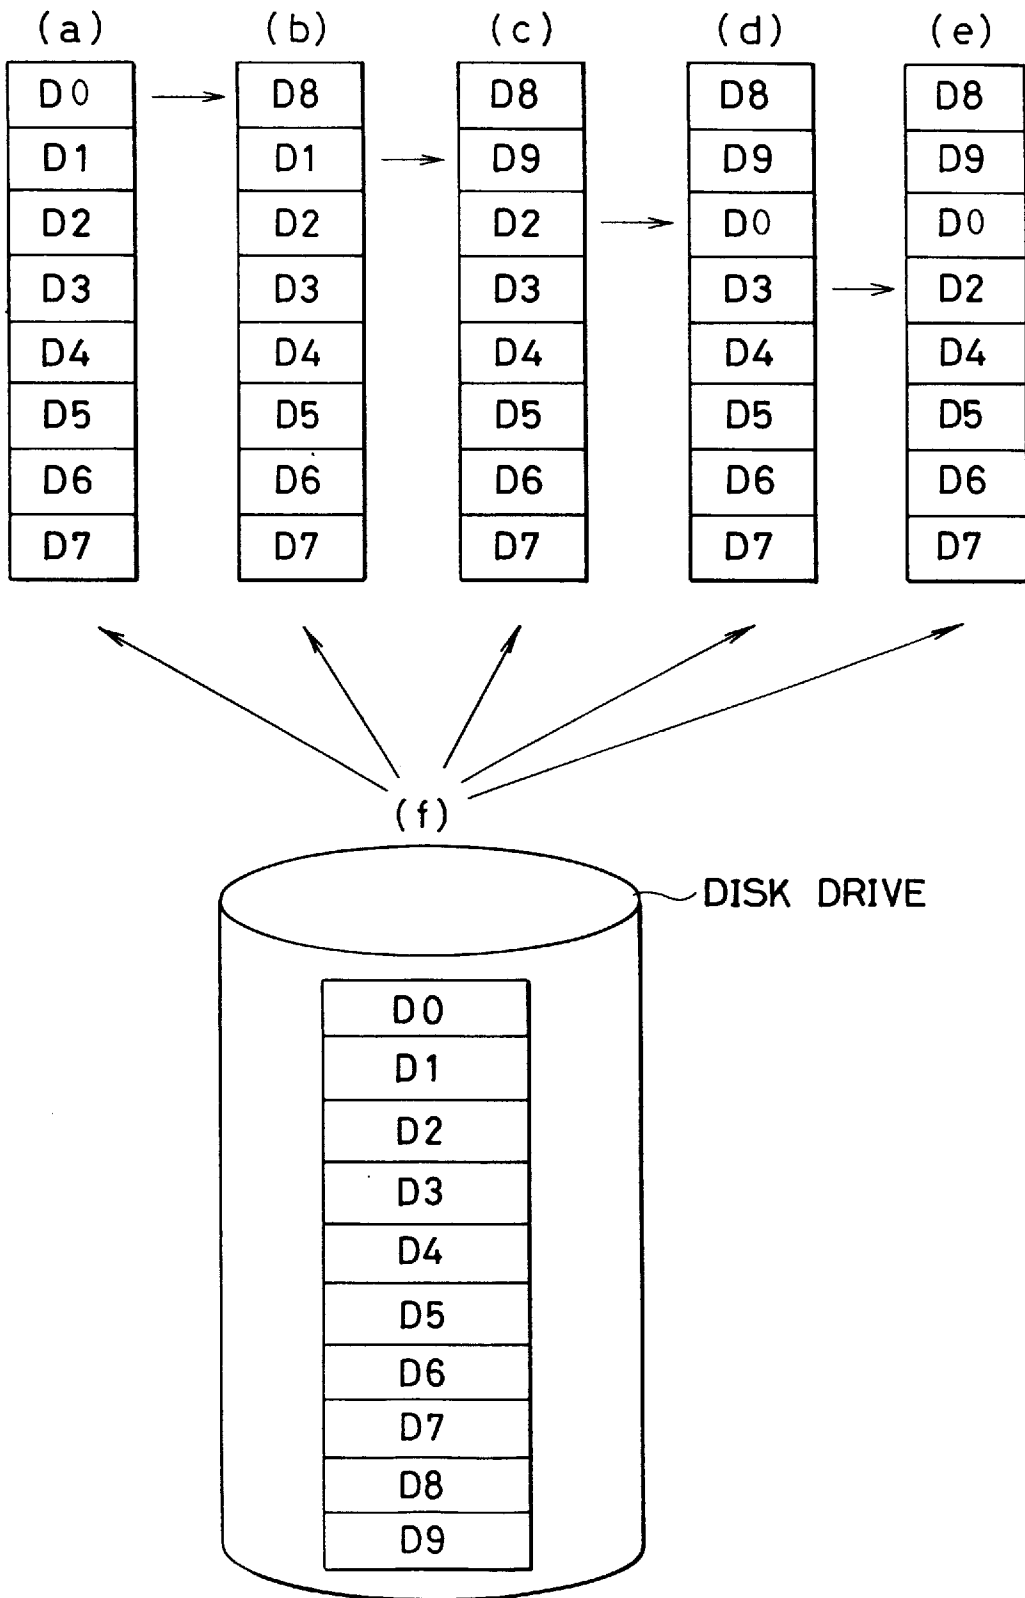 (a) (b) (c) (d) (e)
D0 D8 D8 D8 D8
D1 D1 D9 D9 D9
D2 D2 D2 D0 D0
D3 D3 D3 D3 D2
D4 D4 D4 D4 D4
D5 D5 D5 D5 D5
D6 D6 D6 D6 D6
D7 D7 D7 D7 D7
(f)
DISK DRIVE
D0
D1
D2
D3
D4
D5
D6
D7
D8
D9